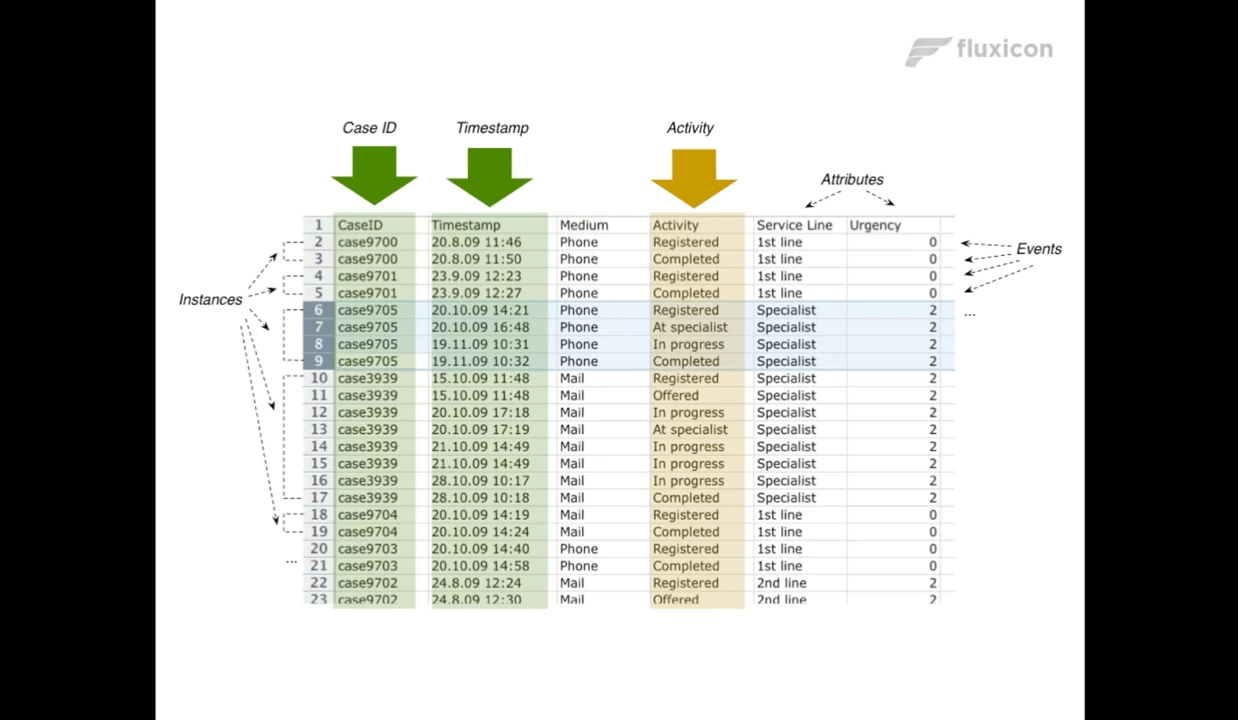 fluxicon
Case ID Timestamp Activity
Attributes
1 CaseID Timestamp Medium Activity Service Line Urgency
2 case9700 20.8.09 11:46 Phone Registered 1st line 0
Events
3 case9700 20.8.09 11:50 Phone Completed 1st line 0
4 case9701 23.9.09 12:23 Phone Registered 1st line 0
Instances
5 case9701 23.9.09 12:27 Phone Completed 1st line 0
6 case9705 20.10.09 14:21 Phone Registered Specialist 2 ...
7 case9705 20.10.09 16:48 Phone At specialist Specialist 2
8 case9705 19.11.09 10:31 Phone In progress Specialist 2
9 case9705 19.11.09 10:32 Phone Completed Specialist 2
10 case3939 15.10.09 11:48 Mail Registered Specialist 2
11 case3939 15.10.09 11:48 Mail Offered Specialist 2
12 case3939 20.10.09 17:18 Mail In progress Specialist 2
13 case3939 20.10.09 17:19 Mail At specialist Specialist 2
14 case3939 21.10.09 14:49 Mail In progress Specialist 2
15 case3939 21.10.09 14:49 Mail In progress Specialist 2
16 case3939 28.10.09 10:17 Mail In progress Specialist 2
17 case3939 28.10.09 10:18 Mail Completed Specialist 2
18 case9704 20.10.09 14:19 Mail Registered 1st line 0
19 case9704 20.10.09 14:24 Mail Completed 1st line 0
20 case9703 20.10.09 14:40 Phone Registered 1st line 0
... 21 case9703 20.10.09 14:58 Phone Completed 1st line 0
22 case9702 24.8.09 12:24 Mail Registered 2nd line 2
23 case9702 24.8.09 12:30 Mail Offered 2nd line 2